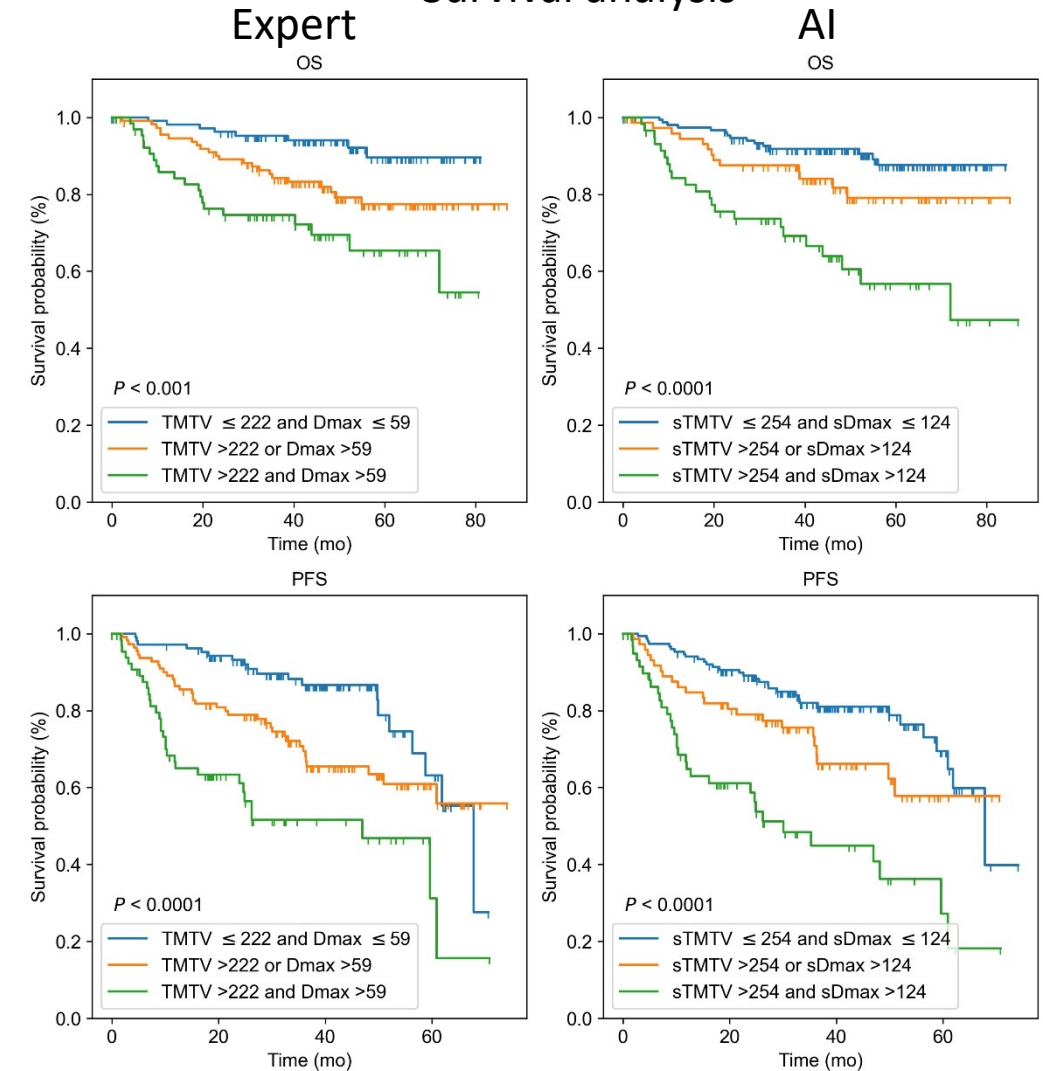 Survival analysis
Expert
AI
OS
Survival probability (%)
1.0
0.8
0.6
0.4
0.2
0.0
P < 0.001
TMTV ≤ 222 and Dmax ≤ 59
TMTV >222 or Dmax >59
TMTV >222 and Dmax >59
0 20 40 60 80
Time (mo)
OS
Survival probability (%)
1.0
0.8
0.6
0.4
0.2
0.0
P < 0.0001
sTMTV ≤ 254 and sDmax ≤ 124
sTMTV >254 or sDmax >124
sTMTV >254 and sDmax >124
0 20 40 60 80
Time (mo)
PFS
Survival probability (%)
1.0
0.8
0.6
0.4
0.2
0.0
P < 0.0001
TMTV ≤ 222 and Dmax ≤ 59
TMTV >222 or Dmax >59
TMTV >222 and Dmax >59
0 20 40 60
Time (mo)
PFS
Survival probability (%)
1.0
0.8
0.6
0.4
0.2
0.0
P < 0.0001
sTMTV ≤ 254 and sDmax ≤ 124
sTMTV >254 or sDmax >124
sTMTV >254 and sDmax >124
0 20 40 60
Time (mo)